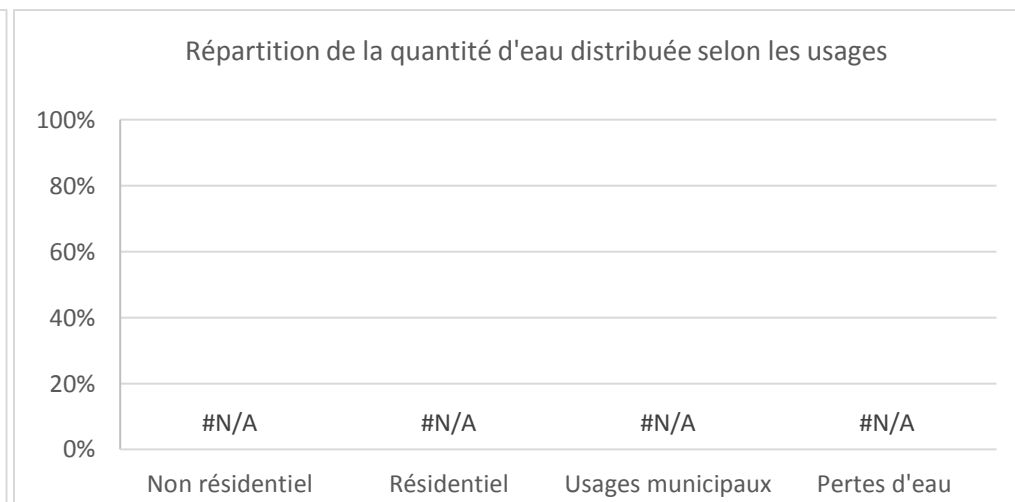 Répartition de la quantité d'eau distribuée selon les usages
100%
80%
60%
40%
20%
0%
#N/A #N/A #N/A #N/A
Non résidentiel Résidentiel Usages municipaux Pertes d'eau